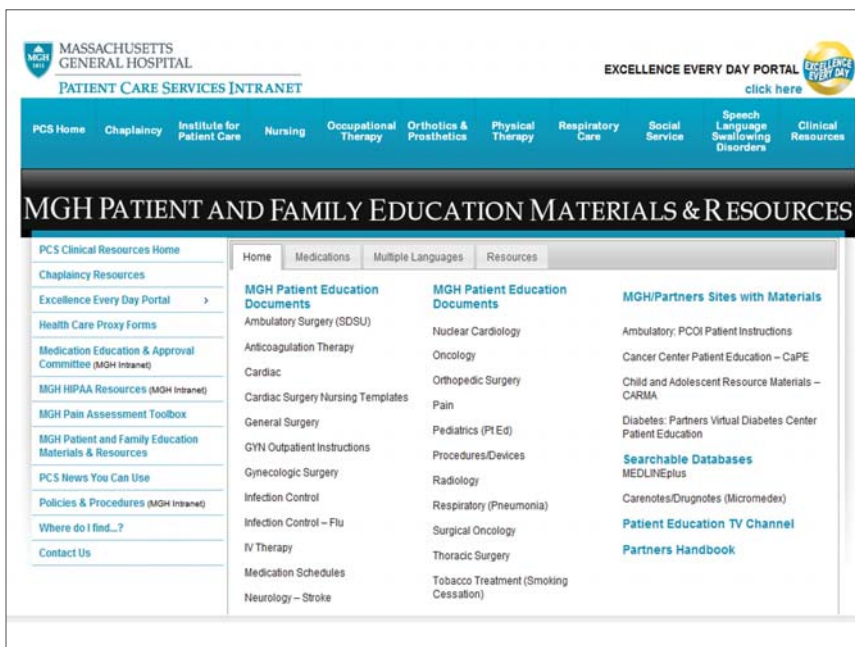 MGH
1811
MASSACHUSETTS
GENERAL HOSPITAL
PATIENT CARE SERVICES INTRANET
EXCELLENCE EVERY DAY PORTAL
click here
EXCELLENCE
EVERY DAY
PCS Home
Chaplaincy
Institute for
Patient Care
Nursing
Occupational
Therapy
Orthotics &
Prosthetics
Physical
Therapy
Respiratory
Care
Social
Service
Speech
Language
Swallowing
Disorders
Clinical
Resources
MGH PATIENT AND FAMILY EDUCATION MATERIALS & RESOURCES
PCS Clinical Resources Home
Chaplaincy Resources
Excellence Every Day Portal ›
Health Care Proxy Forms
Medication Education & Approval
Committee (MGH Intranet)
MGH HIPAA Resources (MGH Intranet)
MGH Pain Assessment Toolbox
MGH Patient and Family Education
Materials & Resources
PCS News You Can Use
Policies & Procedures (MGH Intranet)
Where do I find...?
Contact Us
Home
Medications
Multiple Languages
Resources
MGH Patient Education
Documents
Ambulatory Surgery (SDSU)
Anticoagulation Therapy
Cardiac
Cardiac Surgery Nursing Templates
General Surgery
GYN Outpatient Instructions
Gynecologic Surgery
Infection Control
Infection Control – Flu
IV Therapy
Medication Schedules
Neurology – Stroke
MGH Patient Education
Documents
Nuclear Cardiology
Oncology
Orthopedic Surgery
Pain
Pediatrics (Pt Ed)
Procedures/Devices
Radiology
Respiratory (Pneumonia)
Surgical Oncology
Thoracic Surgery
Tobacco Treatment (Smoking
Cessation)
MGH/Partners Sites with Materials
Ambulatory: PCOI Patient Instructions
Cancer Center Patient Education – CaPE
Child and Adolescent Resource Materials –
CARMA
Diabetes: Partners Virtual Diabetes Center
Patient Education
Searchable Databases
MEDLINEplus
Carenotes/Drugnotes (Micromedex)
Patient Education TV Channel
Partners Handbook